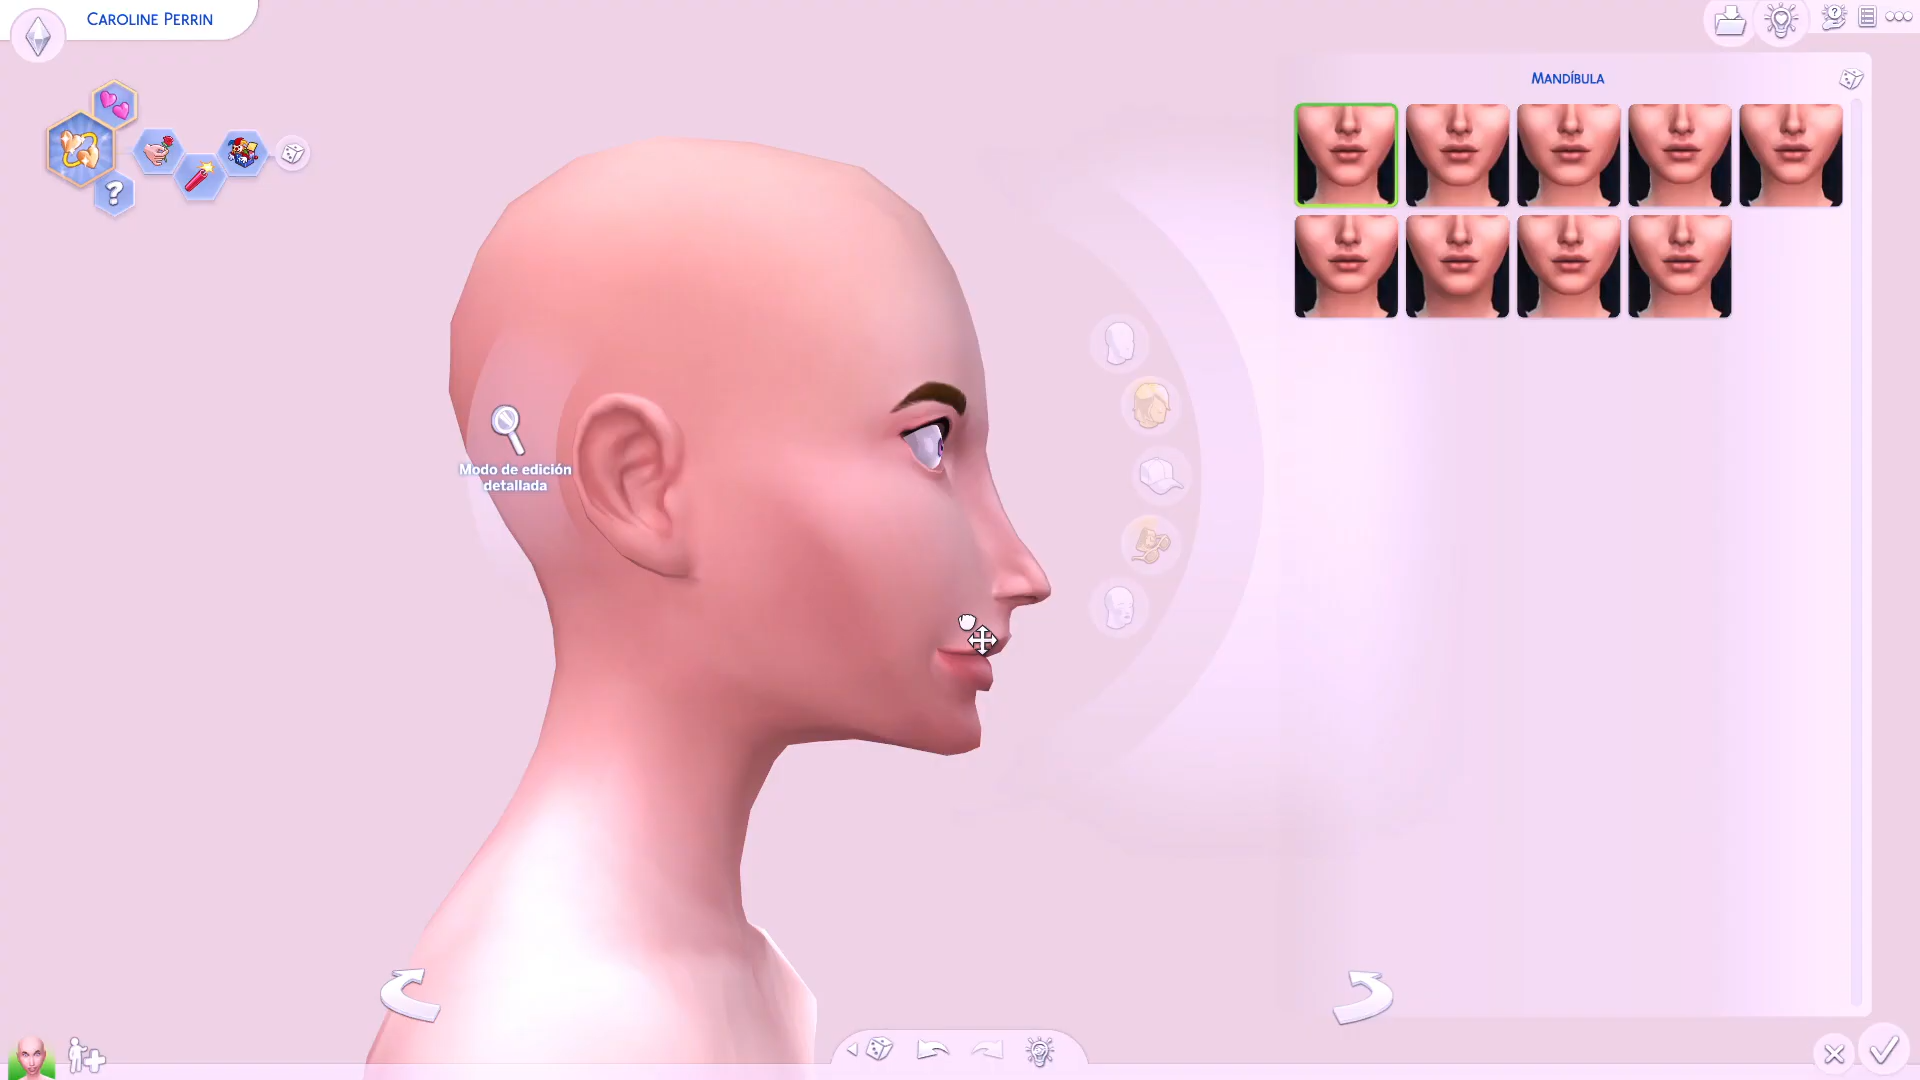 Caroline Perrin
Mandíbula
?
Modo de edición
detallada